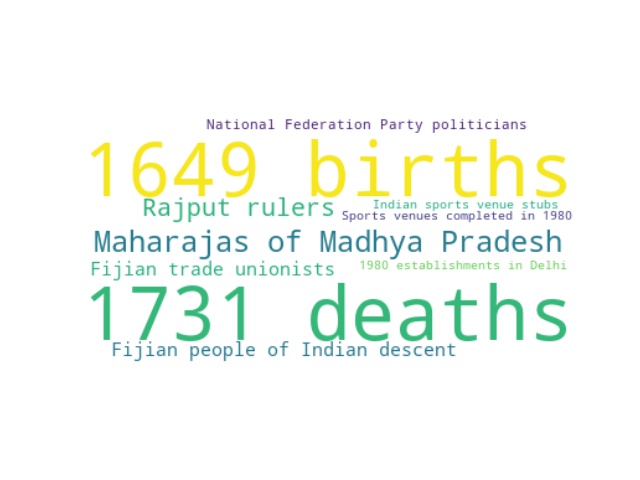 National Federation Party politicians
1649 births
Rajput rulers
Indian sports venue stubs
Sports venues completed in 1980
Maharajas of Madhya Pradesh
Fijian trade unionists
1980 establishments in Delhi
1731 deaths
Fijian people of Indian descent